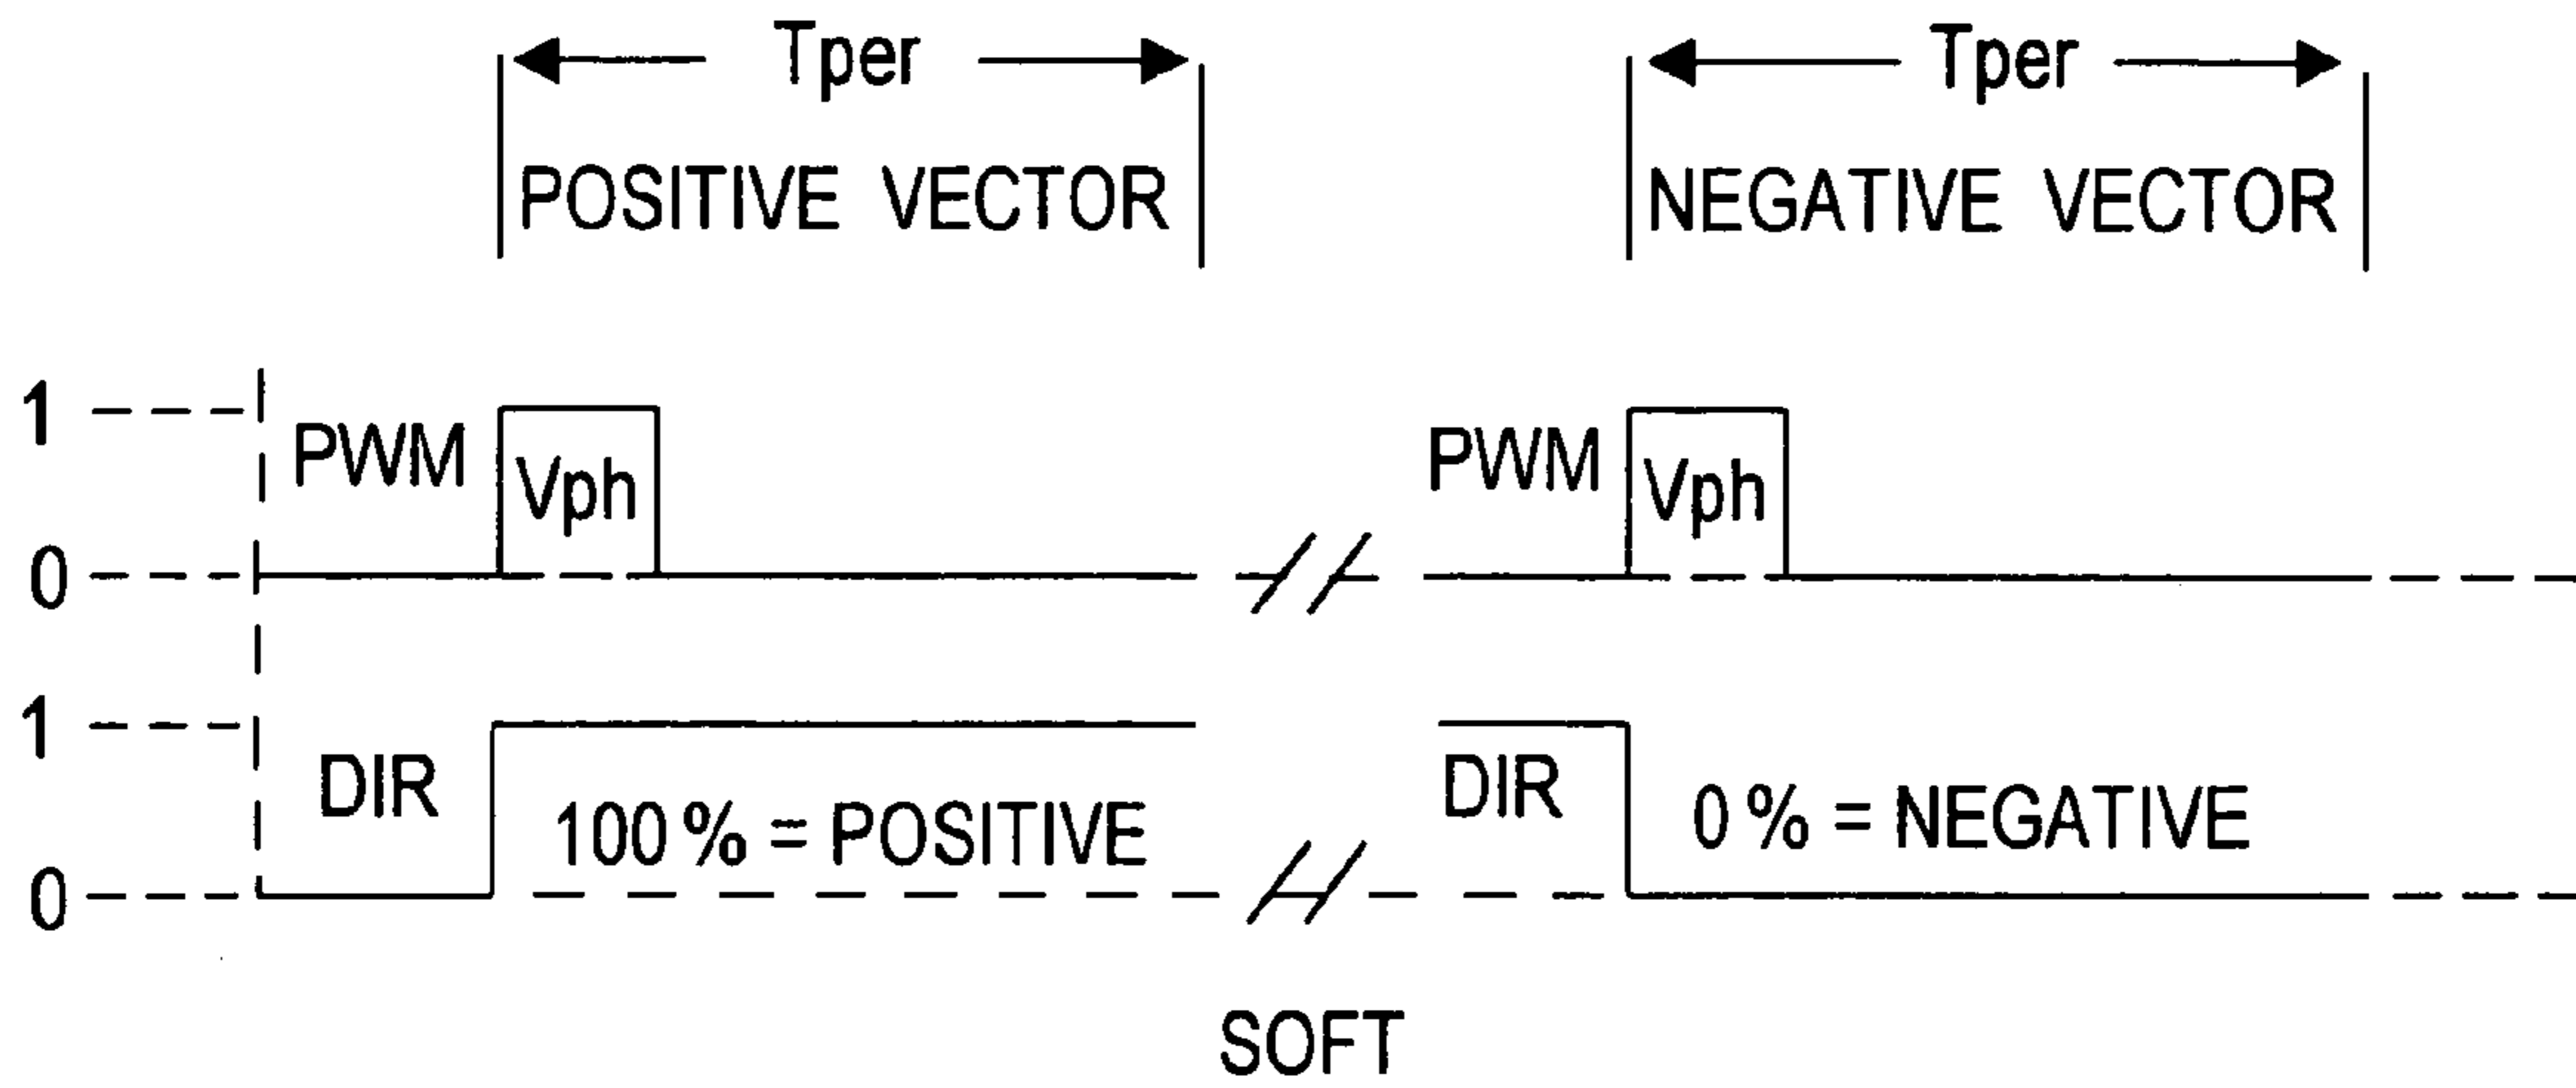 Tper Tper
POSITIVE VECTOR NEGATIVE VECTOR
1
PWM Vph PWM Vph
0
1
DIR 100 % = POSITIVE DIR 0 % = NEGATIVE
0
SOFT